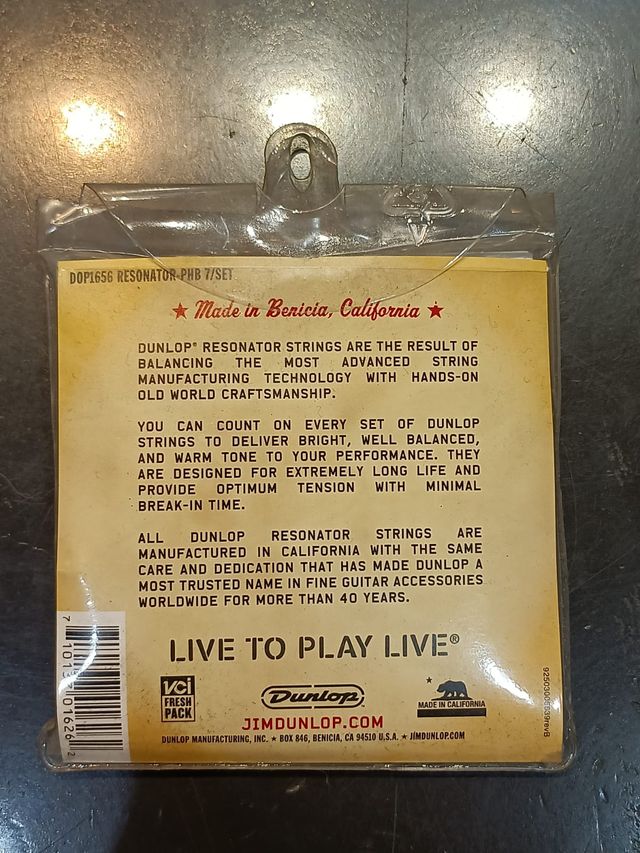 DOP1656 RESONATOR-PHB 7/SET
★ Made in Benicia, California ★
DUNLOP® RESONATOR STRINGS ARE THE RESULT OF
BALANCING THE MOST ADVANCED STRING
MANUFACTURING TECHNOLOGY WITH HANDS-ON
OLD WORLD CRAFTSMANSHIP.
YOU CAN COUNT ON EVERY SET OF DUNLOP
STRINGS TO DELIVER BRIGHT, WELL BALANCED,
AND WARM TONE TO YOUR PERFORMANCE. THEY
ARE DESIGNED FOR EXTREMELY LONG LIFE AND
PROVIDE OPTIMUM TENSION WITH MINIMAL
BREAK-IN TIME.
ALL DUNLOP RESONATOR STRINGS ARE
MANUFACTURED IN CALIFORNIA WITH THE SAME
CARE AND DEDICATION THAT HAS MADE DUNLOP A
MOST TRUSTED NAME IN FINE GUITAR ACCESSORIES
WORLDWIDE FOR MORE THAN 40 YEARS.
LIVE TO PLAY LIVE®
VCI
FRESH
PACK
Dunlop
MADE IN CALIFORNIA
JIMDUNLOP.COM
DUNLOP MANUFACTURING, INC. ★ BOX 846, BENICIA, CA 94510 U.S.A. ★ JIMDUNLOP.COM